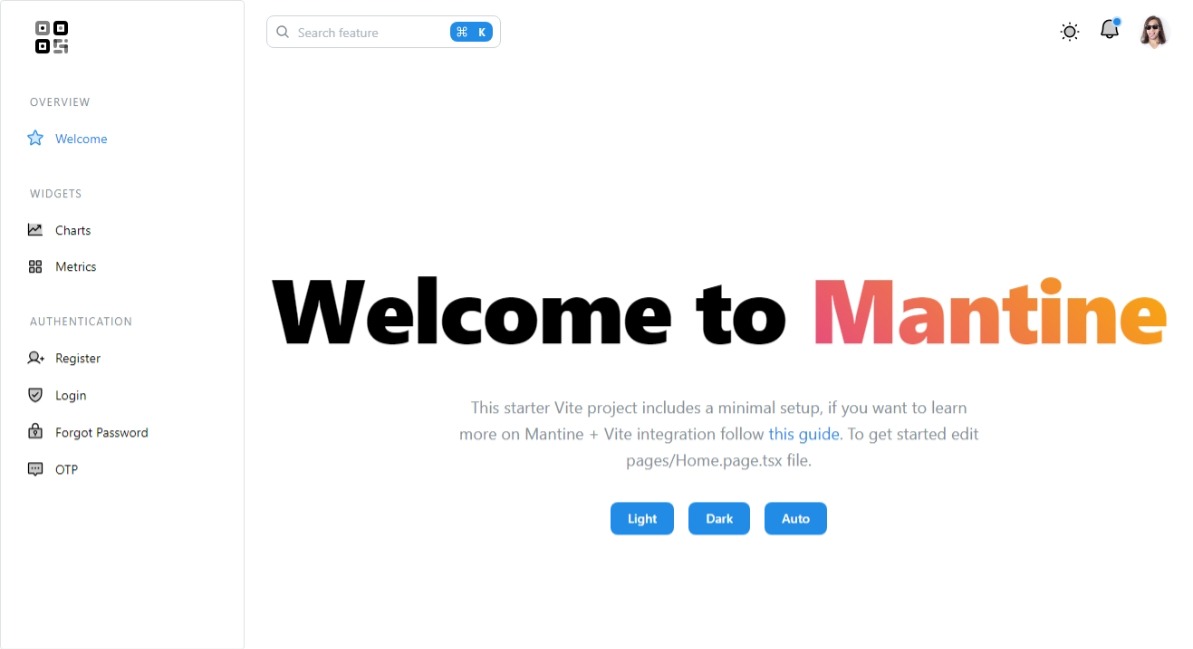 Search feature
⌘ K
OVERVIEW
Welcome
WIDGETS
Charts
Metrics
AUTHENTICATION
Register
Login
Forgot Password
OTP
Welcome to Mantine
This starter Vite project includes a minimal setup, if you want to learn
more on Mantine + Vite integration follow this guide. To get started edit
pages/Home.page.tsx file.
Light
Dark
Auto